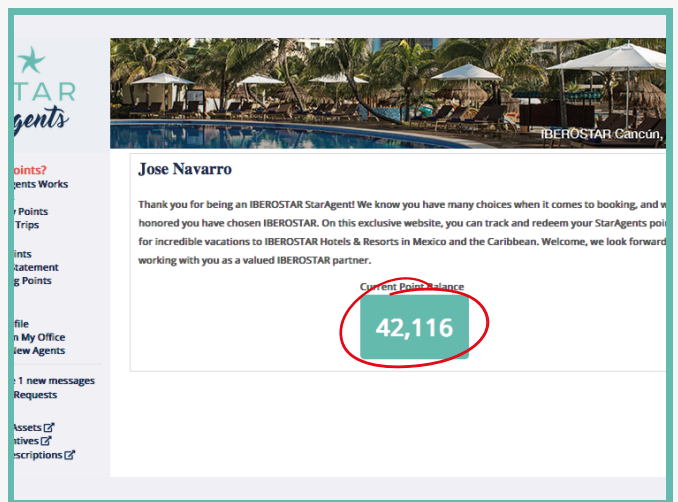 TAR
gents
IBEROSTAR Cancún,
oints?
gents Works
Points
Trips
ints
Statement
g Points
file
n My Office
New Agents
1 new messages
Requests
Assets
ntives
escriptions
Jose Navarro
Thank you for being an IBEROSTAR StarAgent! We know you have many choices when it comes to booking, and w
honored you have chosen IBEROSTAR. On this exclusive website, you can track and redeem your StarAgents poi
for incredible vacations to IBEROSTAR Hotels & Resorts in Mexico and the Caribbean. Welcome, we look forward
working with you as a valued IBEROSTAR partner.
Current Point Balance
42,116